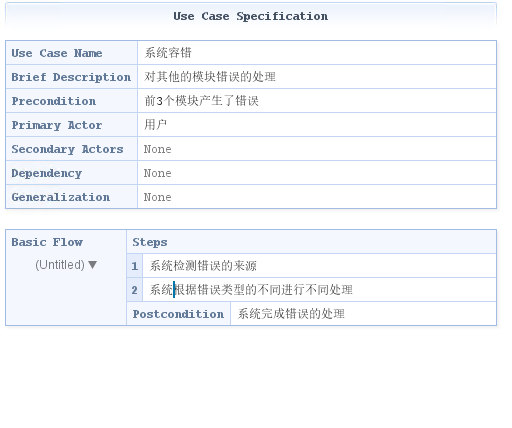 Use Case Specification
Use Case Name 系统容错
Brief Description 对其他的模块错误的处理
Precondition 前3个模块产生了错误
Primary Actor 用户
Secondary Actors None
Dependency None
Generalization None
Basic Flow Steps
(Untitled) ▼
1 系统检测错误的来源
2 系统根据错误类型的不同进行不同处理
Postcondition 系统完成错误的处理